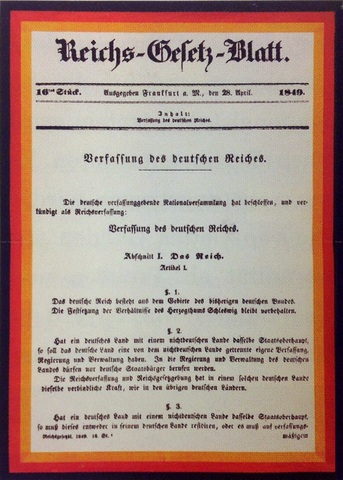 Reichs-Gesetz-Blatt.
16tes Stück. Ausgegeben Frankfurt a. M., den 28. April. 1849.
Inhalt:
Verfassung des deutschen Reiches.
Verfassung des deutschen Reiches.
Die deutsche verfassunggebende Nationalversammlung hat beschlossen, und ver-
kündigt als Reichsverfassung:
Verfassung des deutschen Reiches.
Abschnitt I. Das Reich.
Artikel I.
§. 1.
Das deutsche Reich besteht aus dem Gebiete des bisherigen deutschen Bundes.
Die Festsetzung der Verhältnisse des Herzogthums Schleswig bleibt vorbehalten.
§. 2.
Hat ein deutsches Land mit einem nichtdeutschen Lande dasselbe Staatsoberhaupt,
so soll das deutsche Land eine von dem nichtdeutschen Lande getrennte eigene Verfassung,
Regierung und Verwaltung haben. In die Regierung und Verwaltung des deutschen
Landes dürfen nur deutsche Staatsbürger berufen werden.
Die Reichsverfassung und Reichsgesetzgebung hat in einem solchen deutschen Lande
dieselbe verbindliche Kraft, wie in den übrigen deutschen Ländern.
§. 3.
Hat ein deutsches Land mit einem nichtdeutschen Lande dasselbe Staatsoberhaupt,
so muß dieses entweder in seinem deutschen Lande residiren, oder es muß auf verfassungs-
Reichsgesetzbl. 1849. 16. St. mäßigem